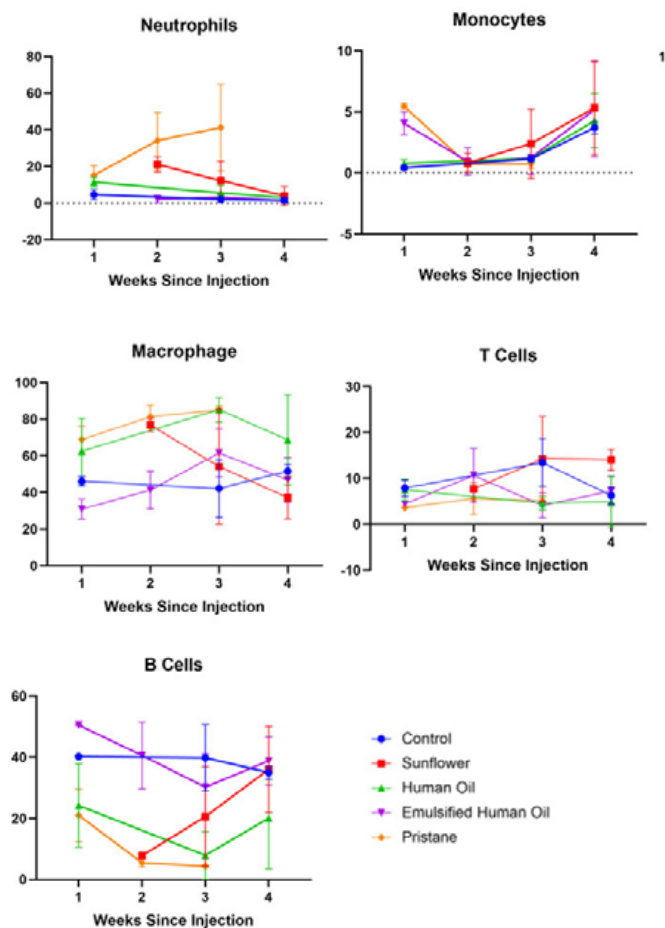 Neutrophils
80
60
40
20
0
-20
1 2 3 4
Weeks Since Injection
Monocytes
1
10
5
0
-5
1 2 3 4
Weeks Since Injection
Macrophage
100
80
60
40
20
0
1 2 3 4
Weeks Since Injection
T Cells
30
20
10
0
-10
1 2 3 4
Weeks Since Injection
B Cells
60
40
20
0
1 2 3 4
Weeks Since Injection
Control
Sunflower
Human Oil
Emulsified Human Oil
Pristane